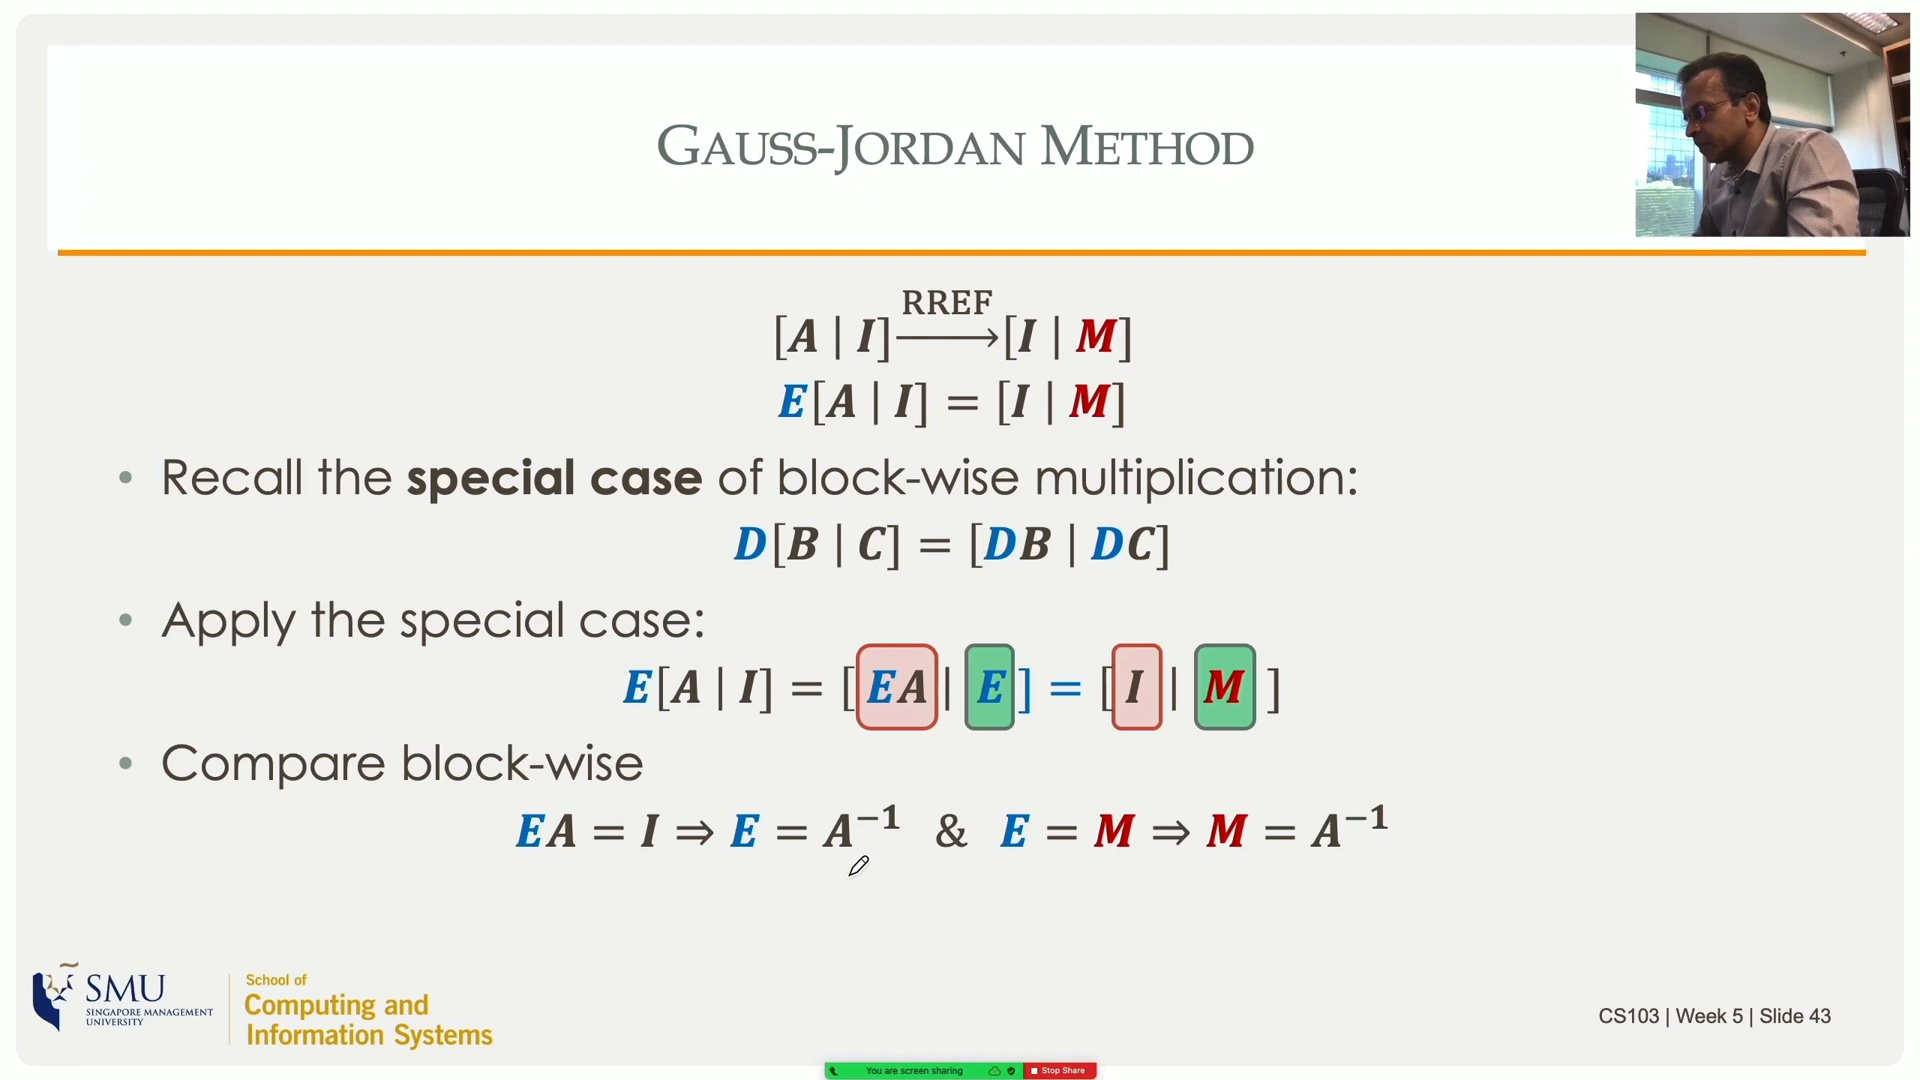 GAUSS-JORDAN METHOD
RREF
[A | I] ⟶ [I | M]
E[A | I] = [I | M]
• Recall the special case of block-wise multiplication:
D[B | C] = [DB | DC]
• Apply the special case:
E[A | I] = [EA | E] = [I | M]
• Compare block-wise
EA = I ⇒ E = A⁻¹ & E = M ⇒ M = A⁻¹
SMU
SINGAPORE MANAGEMENT
UNIVERSITY
School of
Computing and
Information Systems
CS103 | Week 5 | Slide 43
You are screen sharing
Stop Share